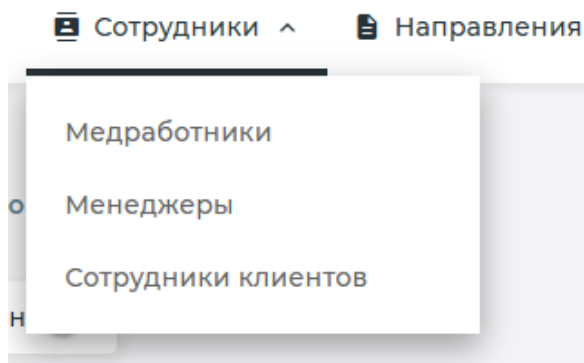 Сотрудники Направления
Медработники
Менеджеры
о
Сотрудники клиентов
н